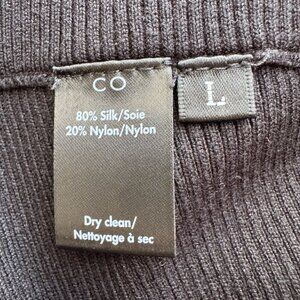 CO
80% Silk/Soie
20% Nylon/Nylon
Dry clean/
Nettoyage à sec
L